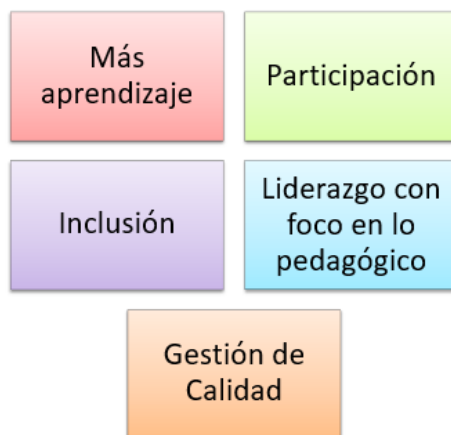 Más
aprendizaje
Participación
Inclusión
Liderazgo con
foco en lo
pedagógico
Gestión de
Calidad